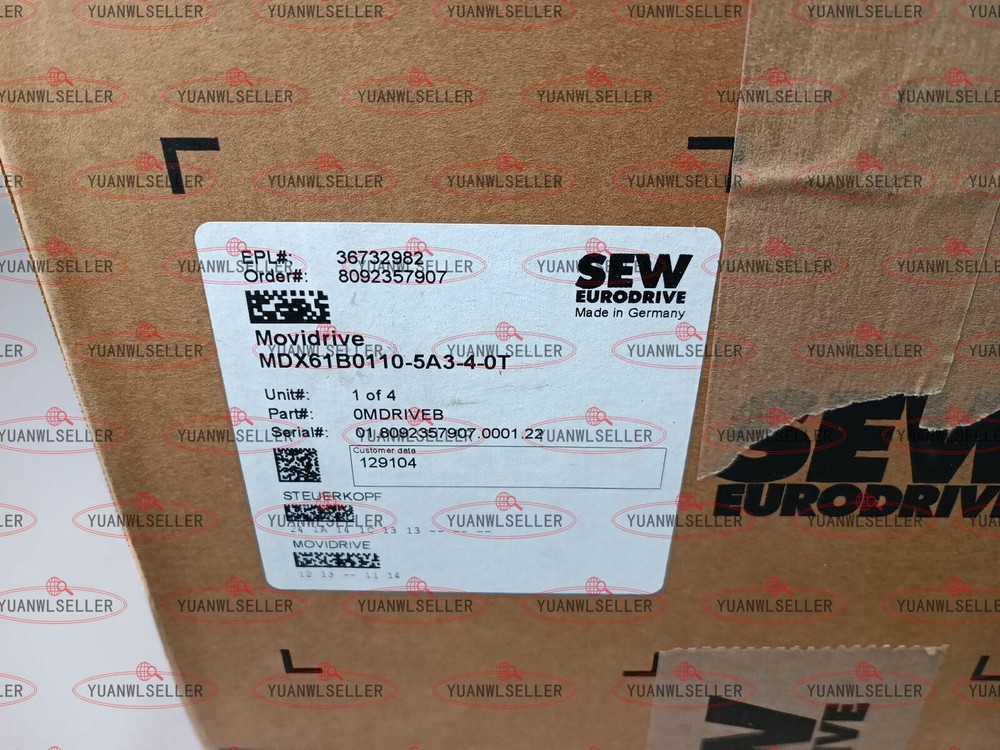 EPL#: 36732982
Order#: 8092357907
SEW
EURODRIVE
Made in Germany
Movidrive
MDX61B0110-5A3-4-0T
Unit#: 1 of 4
Part#: 0MDRIVEB
Serial#: 01.8092357907.0001.22
Customer data
129104
STEUERKOPF
MOVIDRIVE
SEW
EURODRIVE
YUANWLSELLER